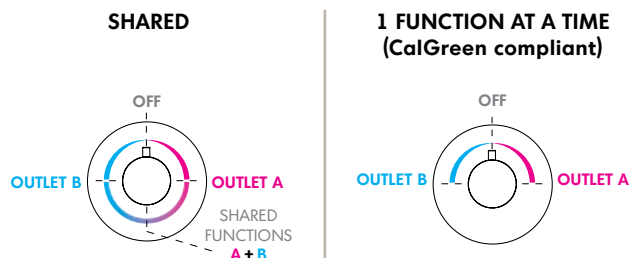 SHARED
OFF
OUTLET B
OUTLET A
SHARED
FUNCTIONS
A + B
1 FUNCTION AT A TIME
(CalGreen compliant)
OFF
OUTLET B
OUTLET A